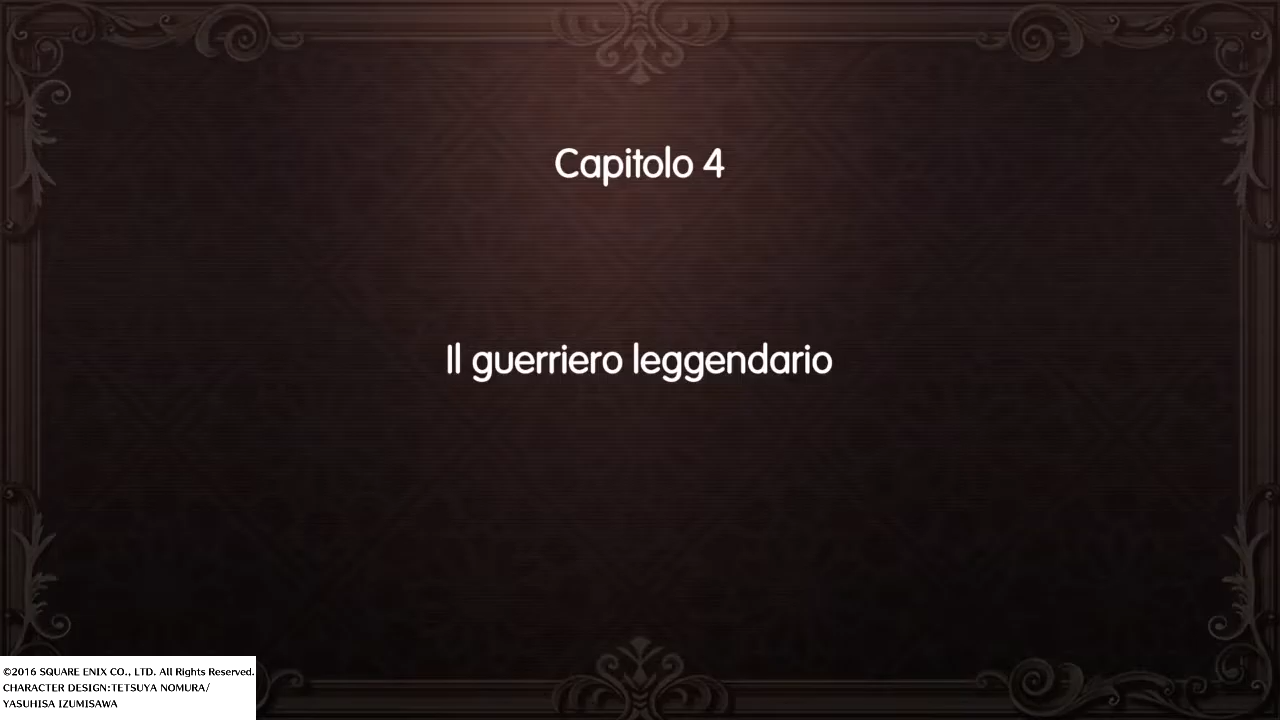 Capitolo 4
Il guerriero leggendario
©2016 SQUARE ENIX CO., LTD. All Rights Reserved.
CHARACTER DESIGN:TETSUYA NOMURA/
YASUHISA IZUMISAWA